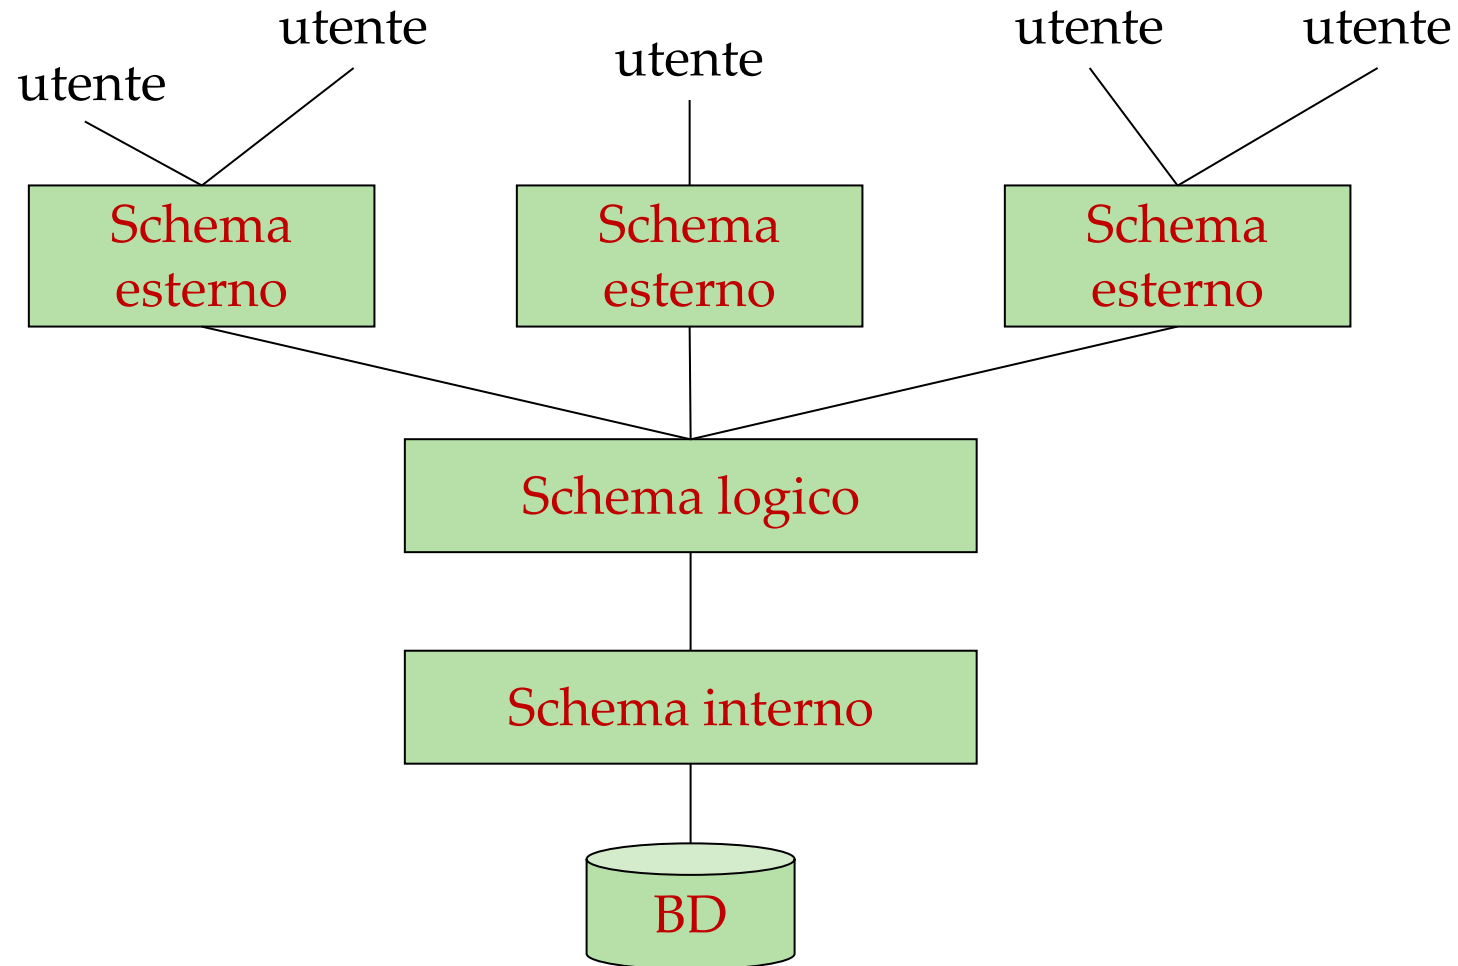 utente
utente
utente
utente
utente
Schema
esterno
Schema
esterno
Schema
esterno
Schema logico
Schema interno
BD